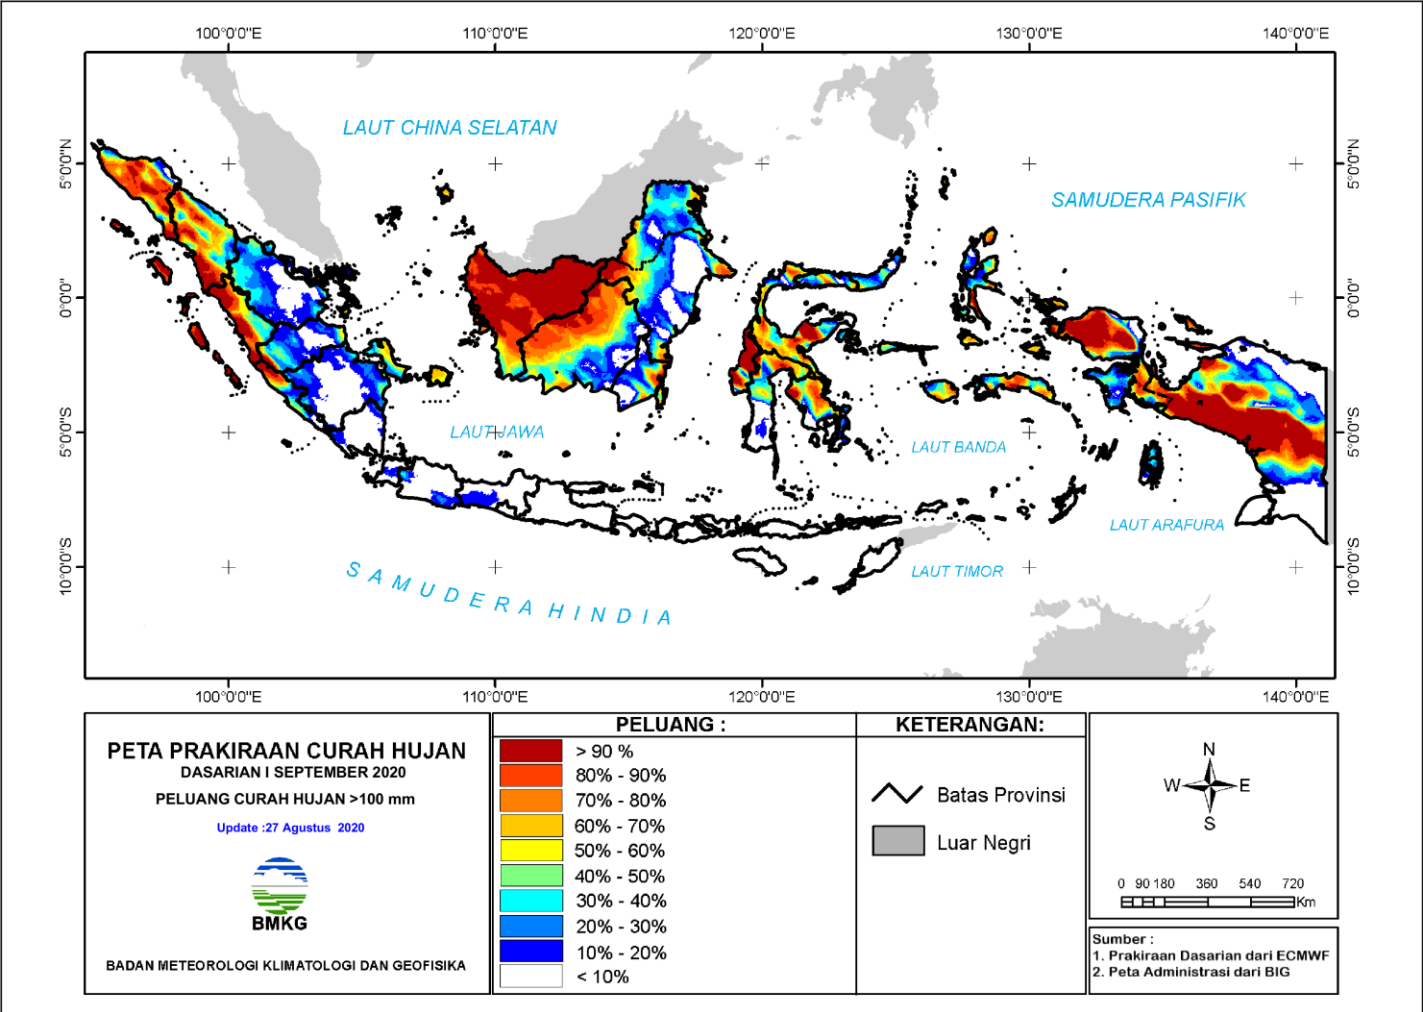 100°0'0"E 110°0'0"E 120°0'0"E 130°0'0"E 140°0'0"E
5°0'0"N 5°0'0"N
0°0'0" 0°0'0"
5°0'0"S 5°0'0"S
10°0'0"S 10°0'0"S
LAUT CHINA SELATAN
SAMUDERA PASIFIK
LAUT JAWA
LAUT BANDA
LAUT ARAFURA
LAUT TIMOR
SAMUDERA HINDIA
100°0'0"E 110°0'0"E 120°0'0"E 130°0'0"E 140°0'0"E
PETA PRAKIRAAN CURAH HUJAN
DASARIAN I SEPTEMBER 2020
PELUANG CURAH HUJAN >100 mm
Update :27 Agustus 2020
BMKG
BADAN METEOROLOGI KLIMATOLOGI DAN GEOFISIKA
PELUANG :
> 90 %
80% - 90%
70% - 80%
60% - 70%
50% - 60%
40% - 50%
30% - 40%
20% - 30%
10% - 20%
< 10%
KETERANGAN:
Batas Provinsi
Luar Negri
N
W E
S
0 90 180 360 540 720
Km
Sumber :
1. Prakiraan Dasarian dari ECMWF
2. Peta Administrasi dari BIG